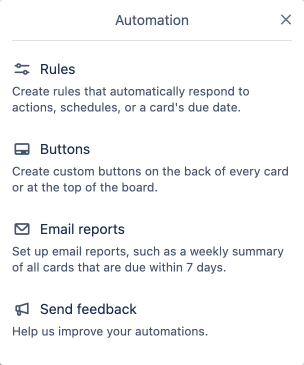 Automation
Rules
Create rules that automatically respond to
actions, schedules, or a card's due date.
Buttons
Create custom buttons on the back of every card
or at the top of the board.
Email reports
Set up email reports, such as a weekly summary
of all cards that are due within 7 days.
Send feedback
Help us improve your automations.